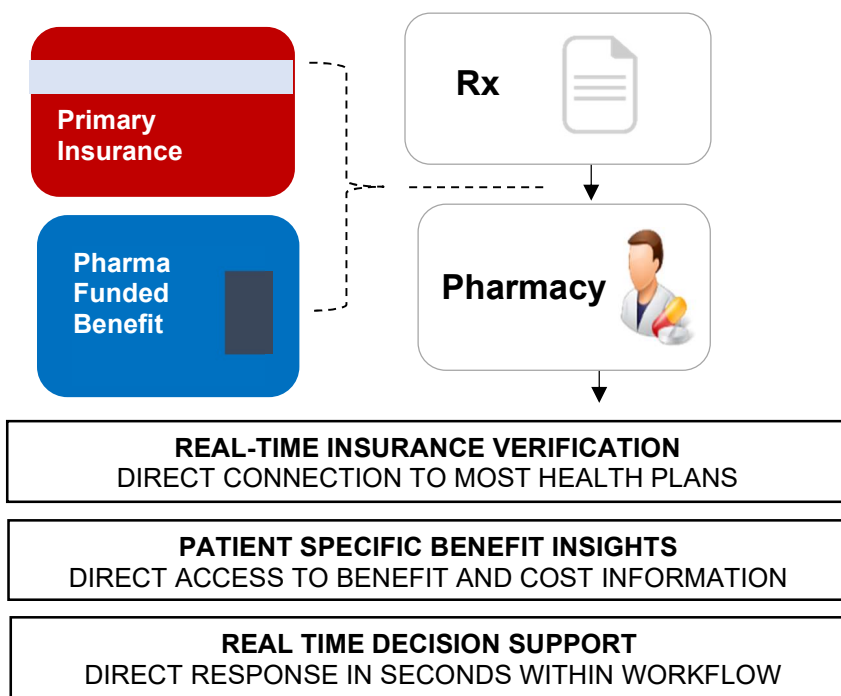 Primary
Insurance
Rx
Pharma
Funded
Benefit
Pharmacy
REAL-TIME INSURANCE VERIFICATION
DIRECT CONNECTION TO MOST HEALTH PLANS
PATIENT SPECIFIC BENEFIT INSIGHTS
DIRECT ACCESS TO BENEFIT AND COST INFORMATION
REAL TIME DECISION SUPPORT
DIRECT RESPONSE IN SECONDS WITHIN WORKFLOW